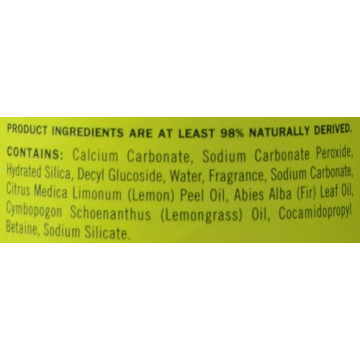 PRODUCT INGREDIENTS ARE AT LEAST 98% NATURALLY DERIVED.
CONTAINS: Calcium Carbonate, Sodium Carbonate Peroxide,
Hydrated Silica, Decyl Glucoside, Water, Fragrance, Sodium Carbonate,
Citrus Medica Limonum (Lemon) Peel Oil, Abies Alba (Fir) Leaf Oil,
Cymbopogon Schoenanthus (Lemongrass) Oil, Cocamidopropyl
Betaine, Sodium Silicate.